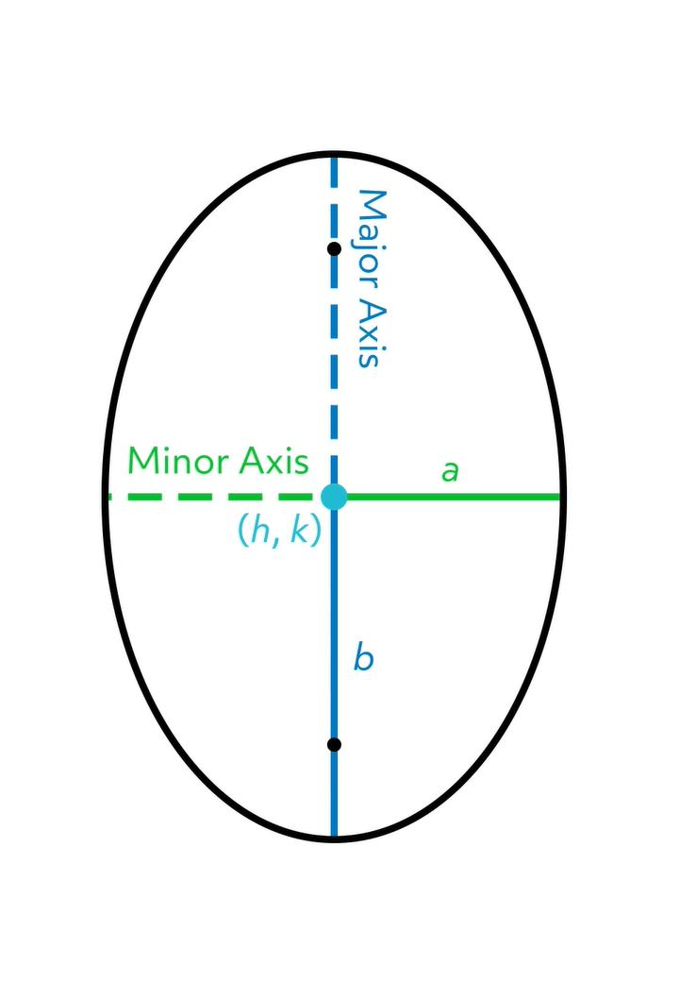 Major Axis
Minor Axis
a
(h, k)
b